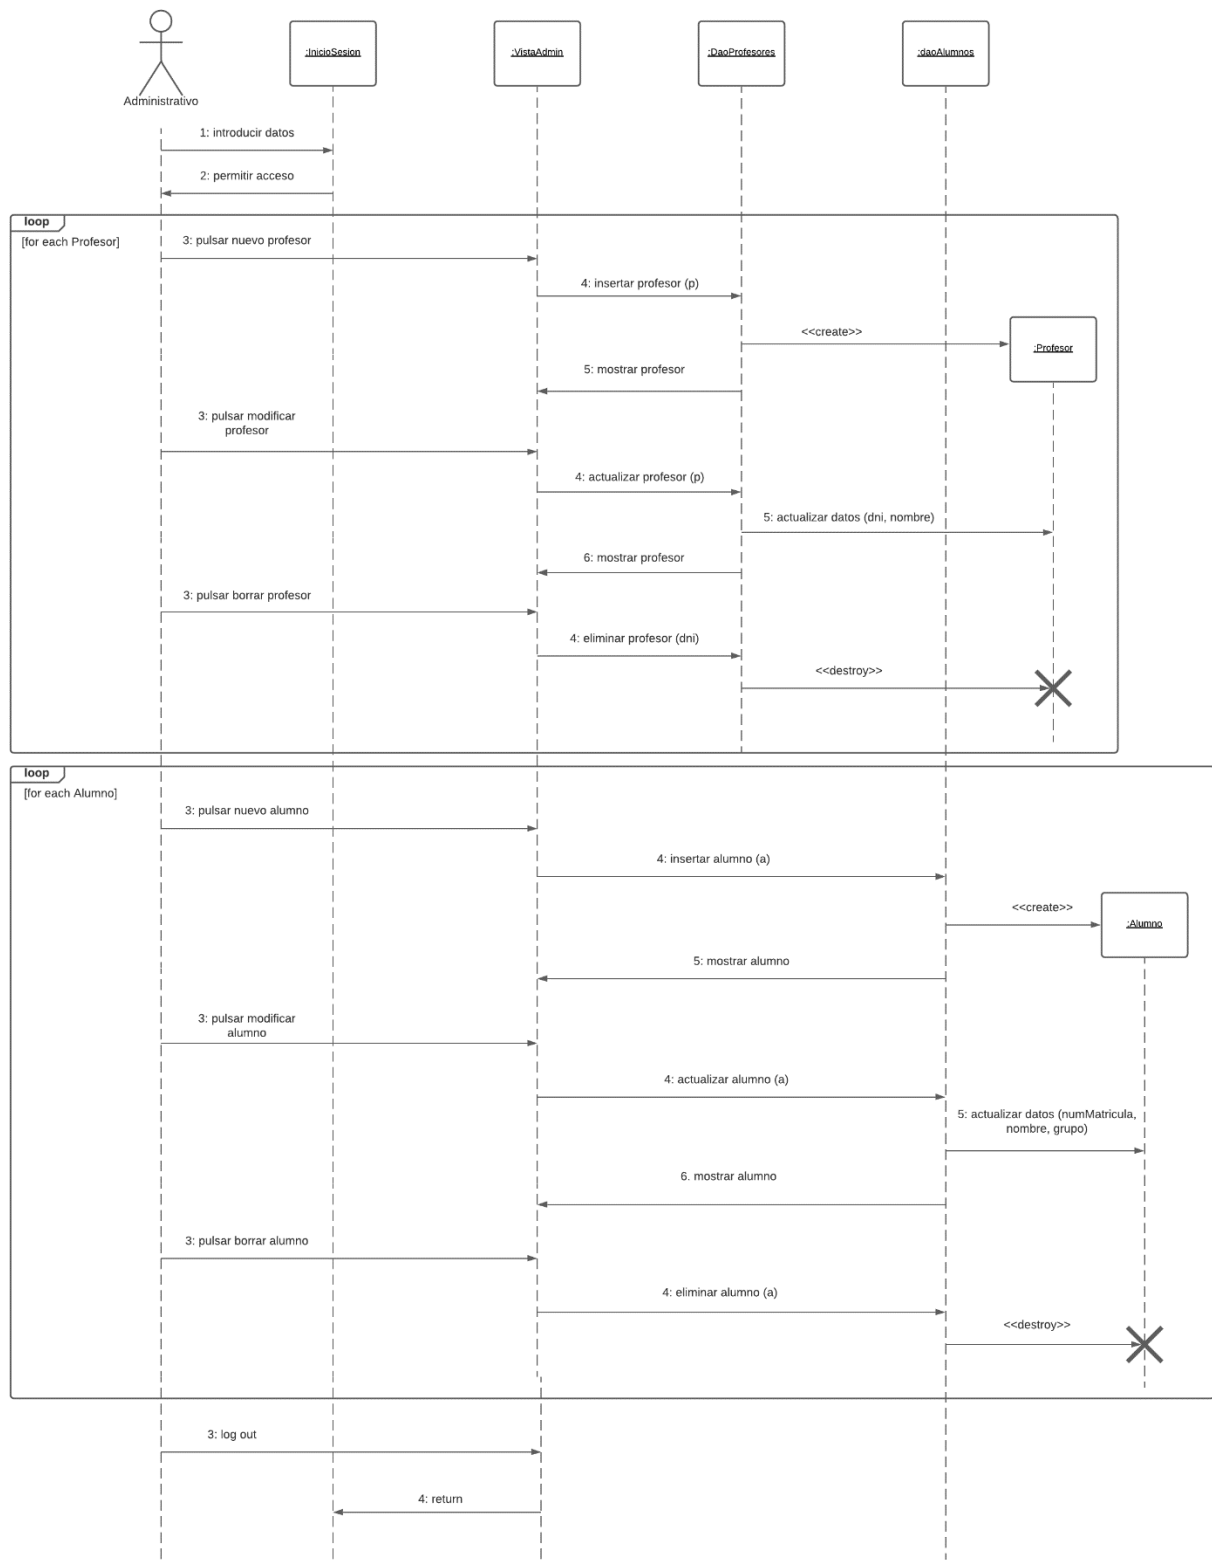 :InicioSesion
:VistaAdmin
:DaoProfesores
:daoAlumnos
Administrativo
1: introducir datos
2: permitir acceso
loop
[for each Profesor]
3: pulsar nuevo profesor
4: insertar profesor (p)
<<create>>
:Profesor
5: mostrar profesor
3: pulsar modificar
profesor
4: actualizar profesor (p)
5: actualizar datos (dni, nombre)
6: mostrar profesor
3: pulsar borrar profesor
4: eliminar profesor (dni)
<<destroy>>
loop
[for each Alumno]
3: pulsar nuevo alumno
4: insertar alumno (a)
<<create>>
:Alumno
5: mostrar alumno
3: pulsar modificar
alumno
4: actualizar alumno (a)
5: actualizar datos (numMatricula,
nombre, grupo)
6. mostrar alumno
3: pulsar borrar alumno
4: eliminar alumno (a)
<<destroy>>
3: log out
4: return